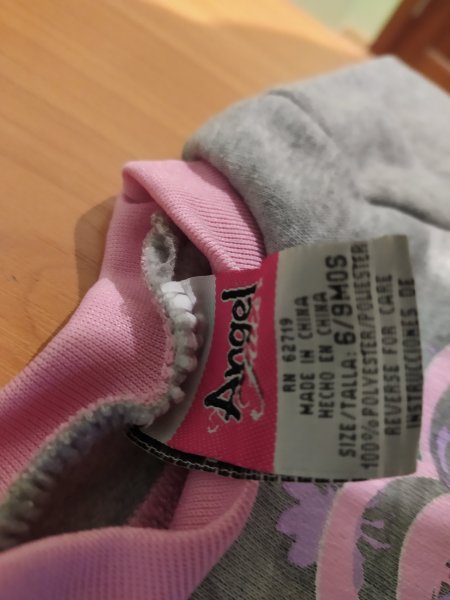 Angel
RN 62719
MADE IN CHINA
HECHO EN CHINA
SIZE/TALLA: 6/9MOS
100%POLYESTER/POLIESTER
REVERSE FOR CARE
INSTRUCCIONES DE